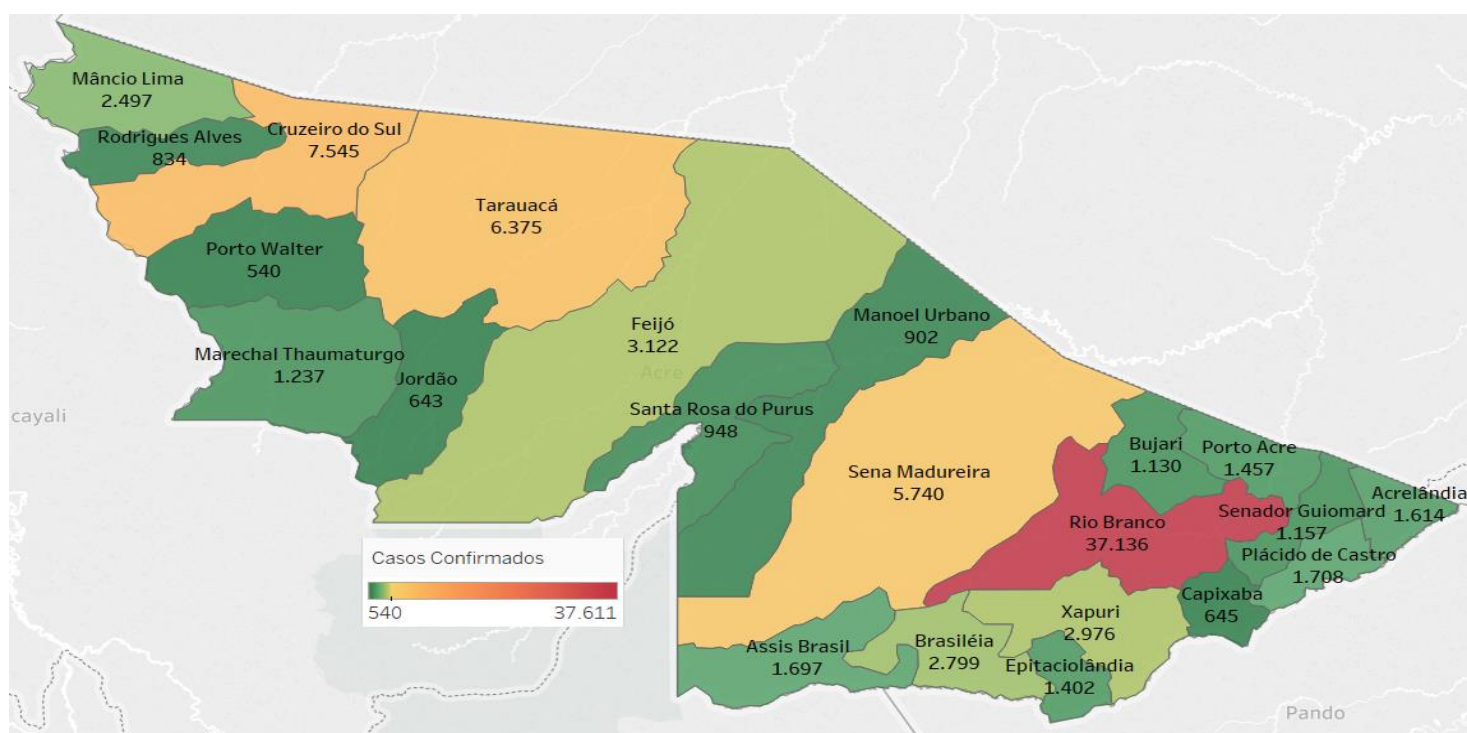 Mâncio Lima
2.497
Rodrigues Alves
834
Cruzeiro do Sul
7.545
Tarauacá
6.375
Porto Walter
540
Marechal Thaumaturgo
1.237
Jordão
643
Feijó
3.122
Acre
Manoel Urbano
902
Santa Rosa do Purus
948
cayali
Sena Madureira
5.740
Bujari
1.130
Porto Acre
1.457
Acrelândia
1.614
Senador Guiomard
1.157
Rio Branco
37.136
Plácido de Castro
1.708
Capixaba
645
Xapuri
2.976
Assis Brasil
1.697
Brasiléia
2.799
Epitaciolândia
1.402
Casos Confirmados
540 37.611
Pando